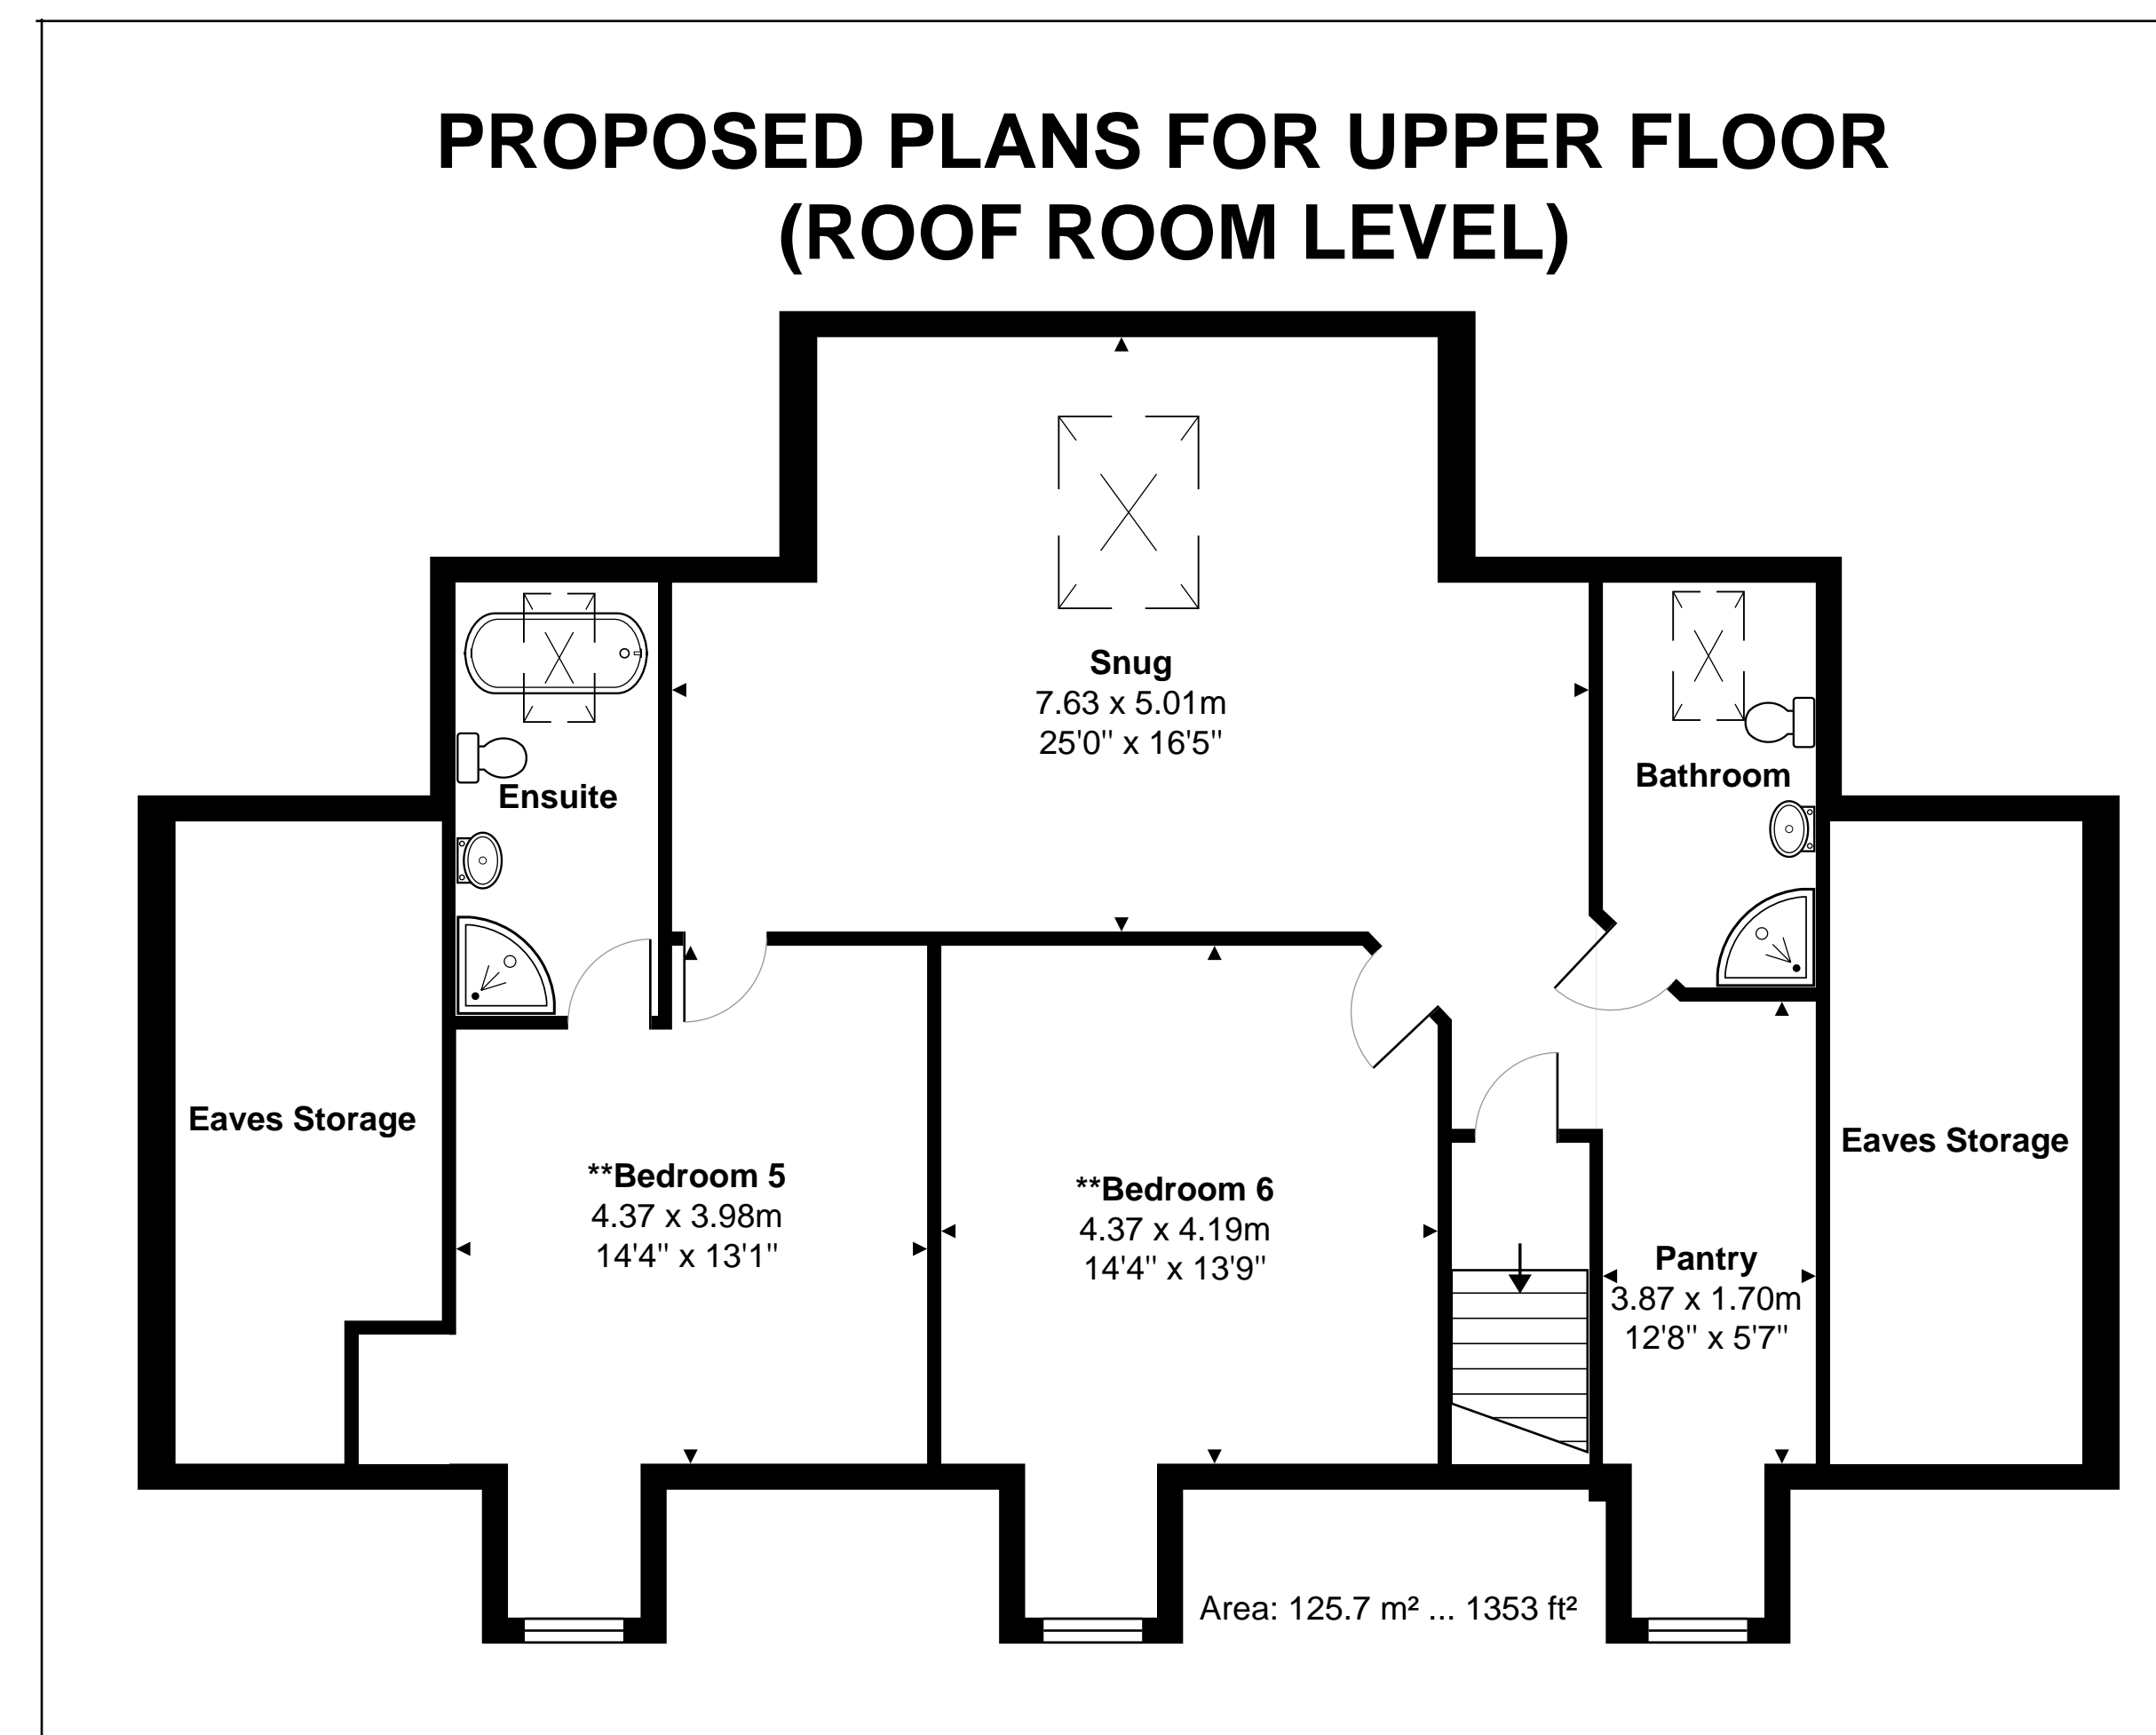 PROPOSED PLANS FOR UPPER FLOOR
(ROOF ROOM LEVEL)
Snug
7.63 x 5.01m
25'0" x 16'5"
Ensuite
Bathroom
Eaves Storage
**Bedroom 5
4.37 x 3.98m
14'4" x 13'1"
**Bedroom 6
4.37 x 4.19m
14'4" x 13'9"
Pantry
3.87 x 1.70m
12'8" x 5'7"
Eaves Storage
Area: 125.7 m² ... 1353 ft²